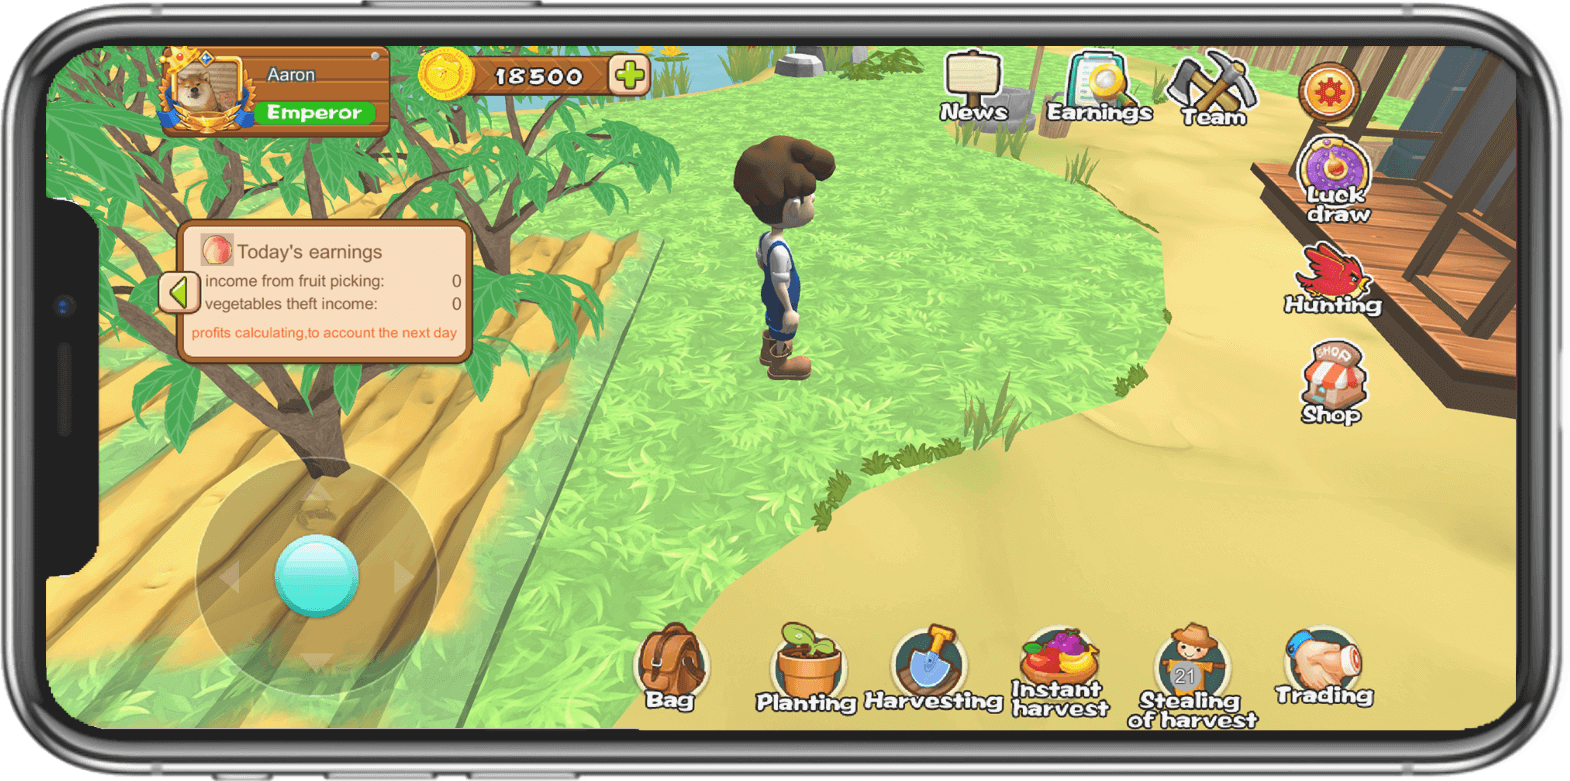 Aaron
Emperor
18500
News
Earnings
Team
Luck
draw
Today's earnings
income from fruit picking: 0
vegetables theft income: 0
profits calculating,to account the next day
Hunting
SHOP
Shop
Bag
Planting
Harvesting
Instant
harvest
21
Stealing
of harvest
Trading